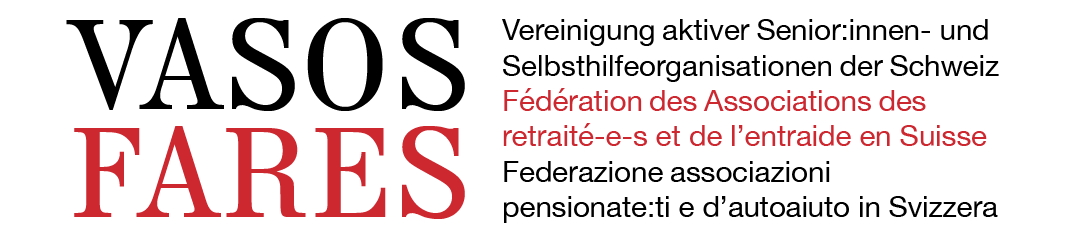 VASOS
FARES
Vereinigung aktiver Senior:innen- und
Selbsthilfeorganisationen der Schweiz
Fédération des Associations des
retraité-e-s et de l’entraide en Suisse
Federazione associazioni
pensionate:ti e d’autoaiuto in Svizzera